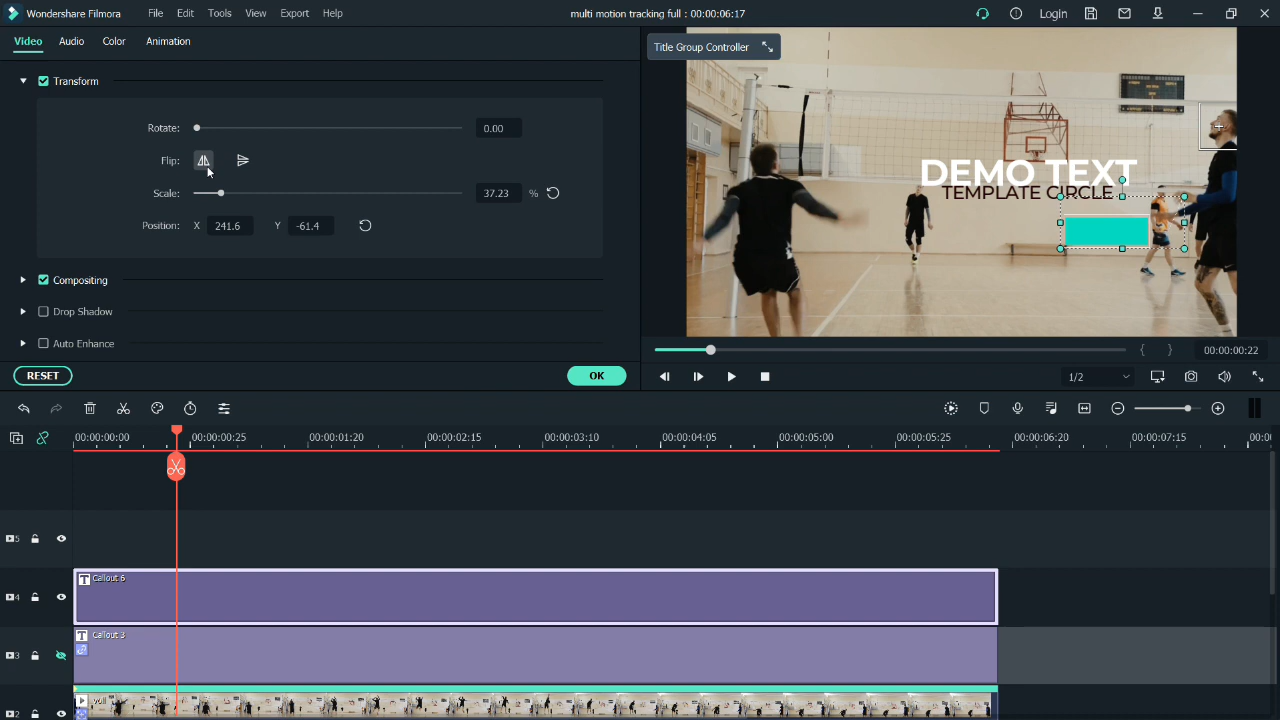 Wondershare Filmora File Edit Tools View Export Help multi motion tracking full : 00:00:06:17 Login
Video Audio Color Animation
Title Group Controller
Transform
Rotate: 0.00
Flip:
Scale: 37.23 %
Position: X 241.6 Y -61.4
DEMO TEXT
TEMPLATE CIRCLE
Compositing
Drop Shadow
Auto Enhance
00:00:00:22
RESET OK
1/2
00:00:00:00 00:00:00:25 00:00:01:20 00:00:02:15 00:00:03:10 00:00:04:05 00:00:05:00 00:00:05:25 00:00:06:20 00:00:07:15
5
4 T Callout 6
3 T Callout 3
2